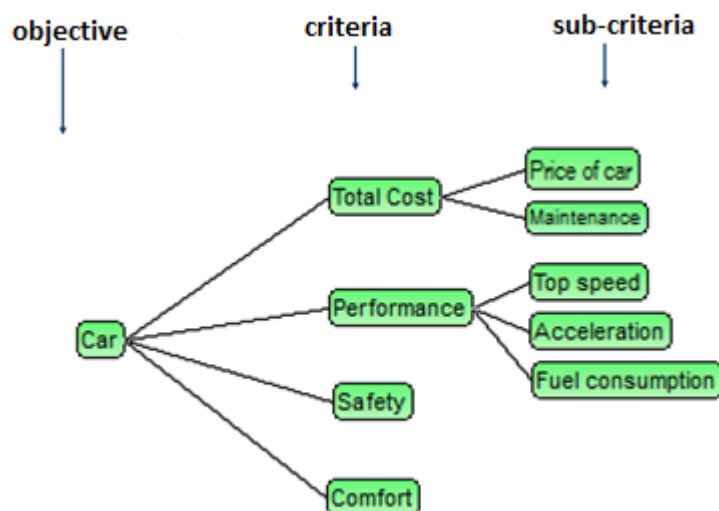 objective
criteria
sub-criteria
Price of car
Total Cost
Maintenance
Top speed
Performance
Acceleration
Car
Fuel consumption
Safety
Comfort